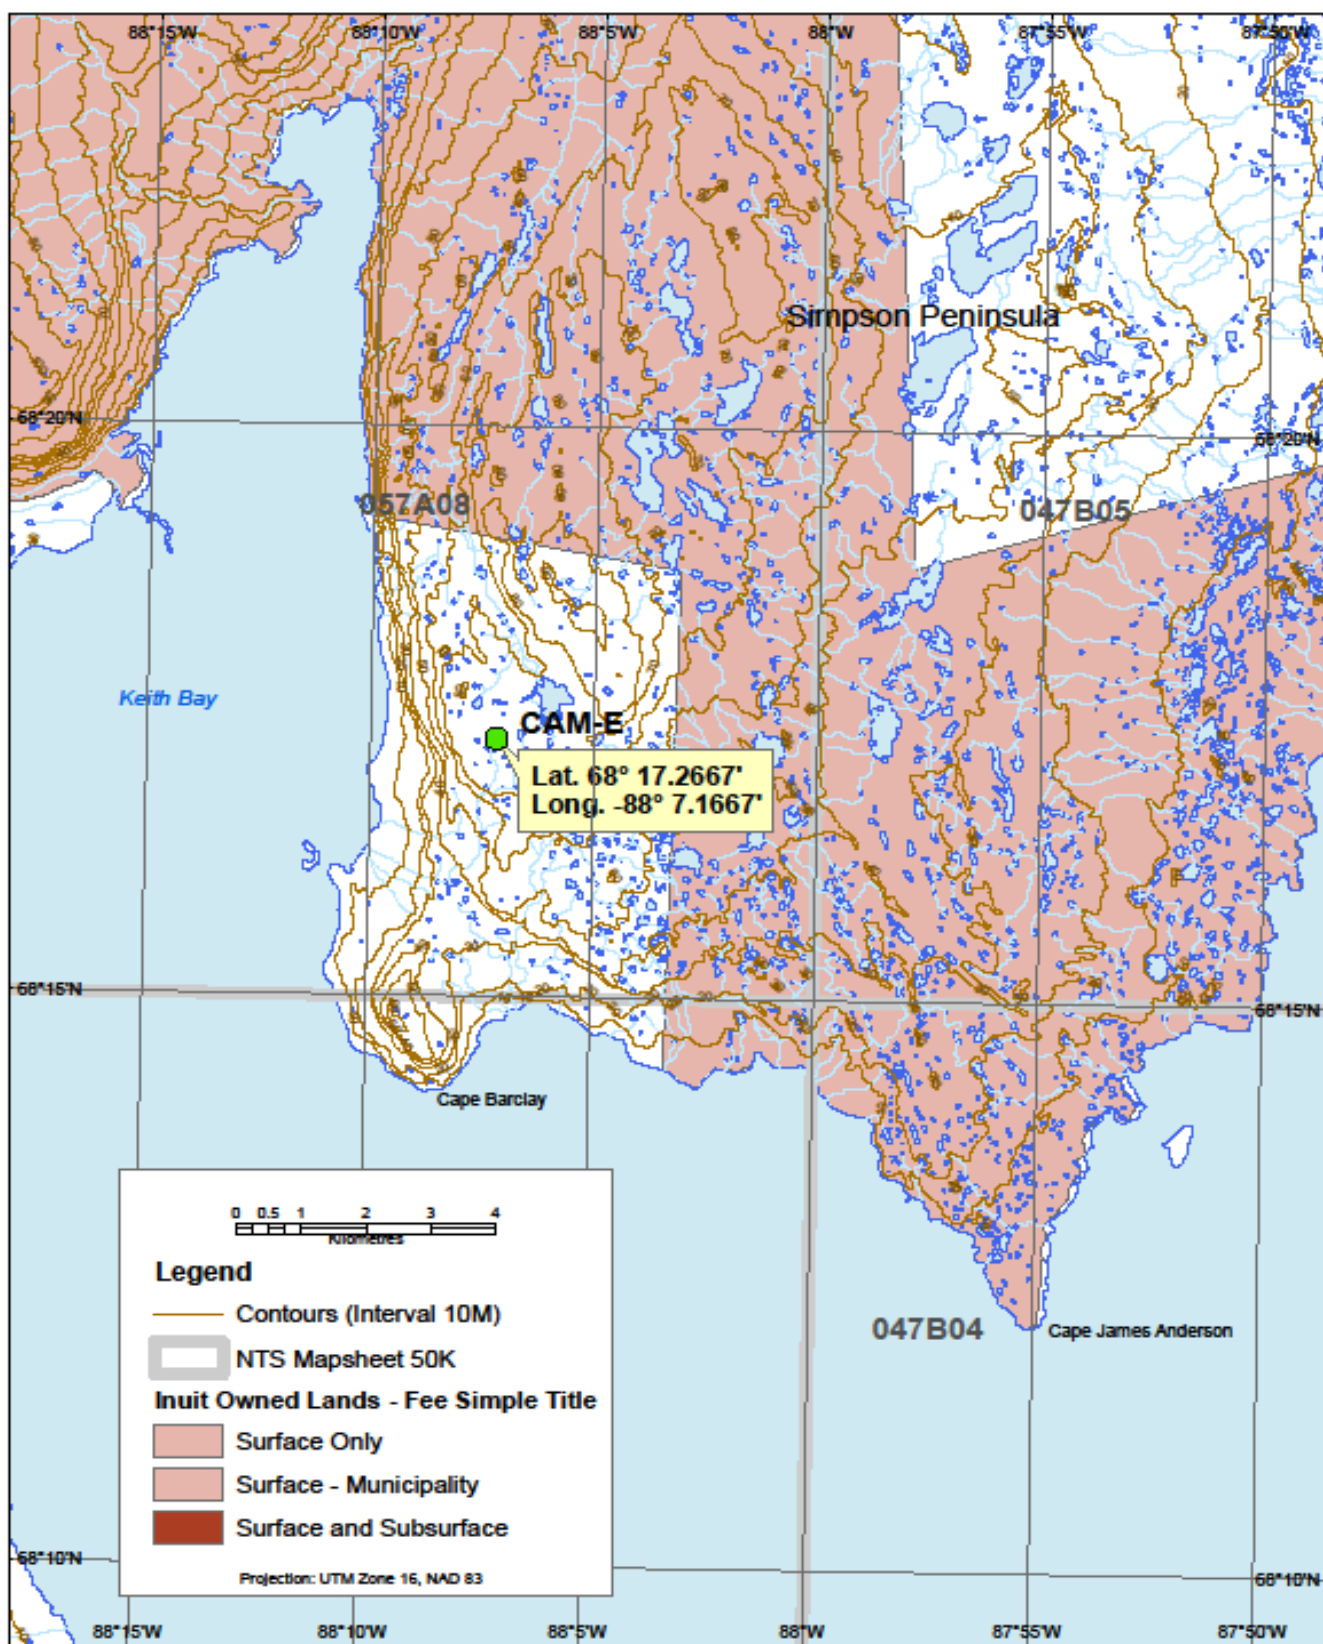 88°15'W 88°10'W 88°5'W 88°W 87°55'W 87°50'W
Simpson Peninsula
68°20'N 68°20'N
057A08 047B05
Keith Bay
CAM-E
Lat. 68° 17.2667'
Long. -88° 7.1667'
68°15'N 68°15'N
Cape Barclay
0 0.5 1 2 3 4
Kilometres
Legend
Contours (Interval 10M)
NTS Mapsheet 50K
Inuit Owned Lands - Fee Simple Title
Surface Only
Surface - Municipality
Surface and Subsurface
Projection: UTM Zone 16, NAD 83
047B04 Cape James Anderson
68°10'N 68°10'N
88°15'W 88°10'W 88°5'W 88°W 87°55'W 87°50'W